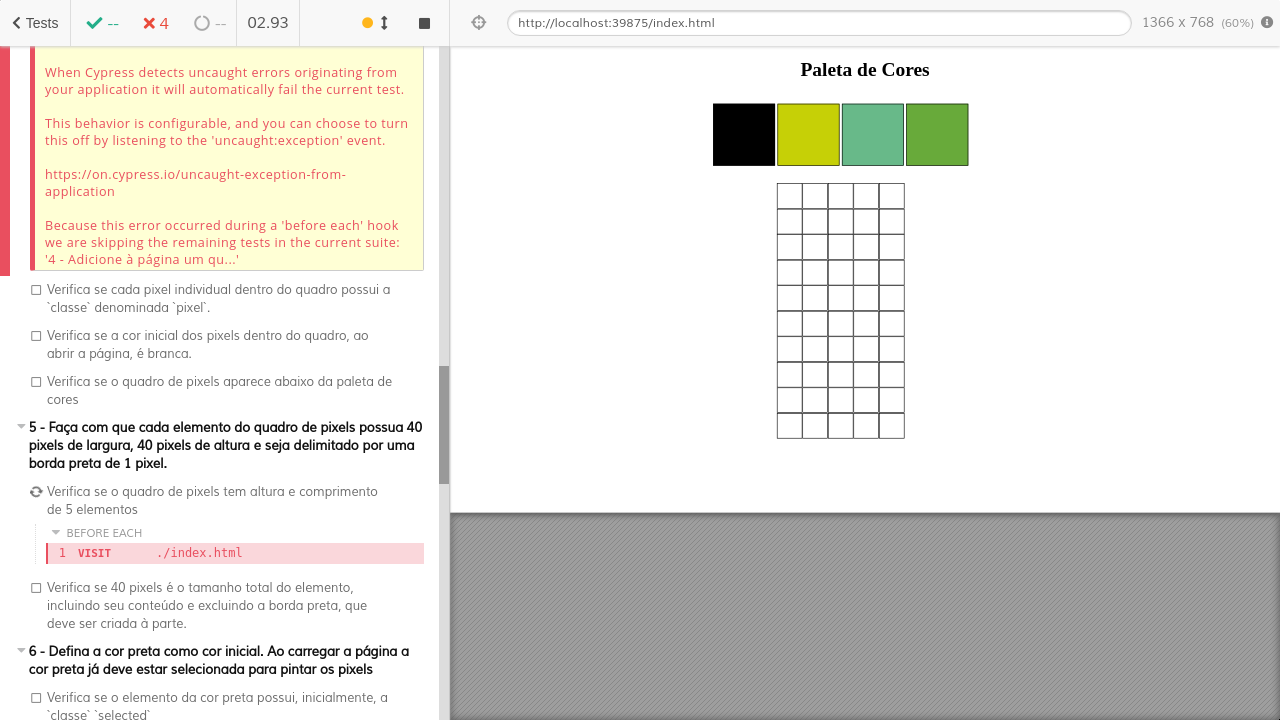 Tests
--
4
--
02.93
http://localhost:39875/index.html
1366 x 768 (60%)
When Cypress detects uncaught errors originating from
your application it will automatically fail the current test.
This behavior is configurable, and you can choose to turn
this off by listening to the 'uncaught:exception' event.
https://on.cypress.io/uncaught-exception-from-
application
Because this error occurred during a 'before each' hook
we are skipping the remaining tests in the current suite:
'4 - Adicione à página um qu...'
Verifica se cada pixel individual dentro do quadro possui a
`classe` denominada `pixel`.
Verifica se a cor inicial dos pixels dentro do quadro, ao
abrir a página, é branca.
Verifica se o quadro de pixels aparece abaixo da paleta de
cores
5 - Faça com que cada elemento do quadro de pixels possua 40
pixels de largura, 40 pixels de altura e seja delimitado por uma
borda preta de 1 pixel.
Verifica se o quadro de pixels tem altura e comprimento
de 5 elementos
BEFORE EACH
1 VISIT ./index.html
Verifica se 40 pixels é o tamanho total do elemento,
incluindo seu conteúdo e excluindo a borda preta, que
deve ser criada à parte.
6 - Defina a cor preta como cor inicial. Ao carregar a página a
cor preta já deve estar selecionada para pintar os pixels
Verifica se o elemento da cor preta possui, inicialmente, a
`classe` `selected`
Paleta de Cores